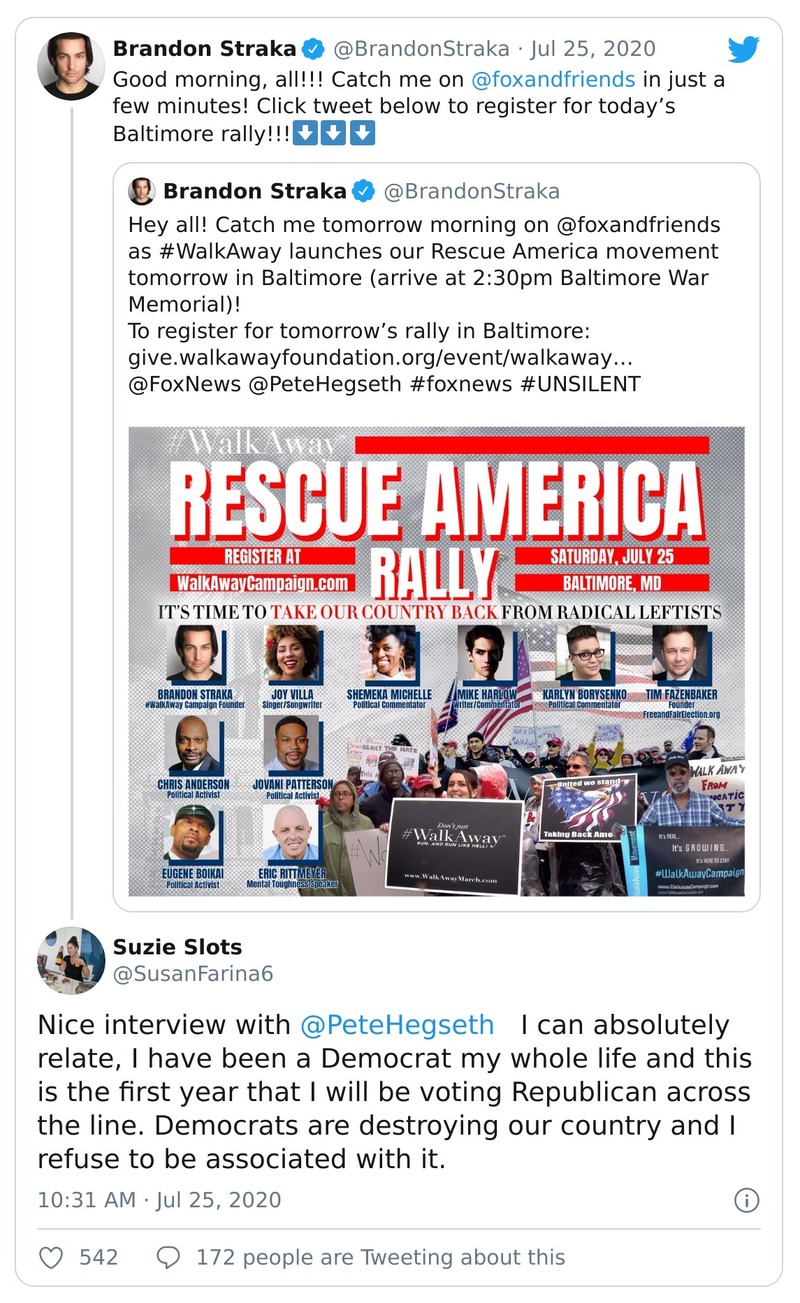 Brandon Straka @BrandonStraka · Jul 25, 2020
Good morning, all!!! Catch me on @foxandfriends in just a
few minutes! Click tweet below to register for today’s
Baltimore rally!!!⬇️⬇️⬇️
Brandon Straka @BrandonStraka
Hey all! Catch me tomorrow morning on @foxandfriends
as #WalkAway launches our Rescue America movement
tomorrow in Baltimore (arrive at 2:30pm Baltimore War
Memorial)!
To register for tomorrow’s rally in Baltimore:
give.walkawayfoundation.org/event/walkaway…
@FoxNews @PeteHegseth #foxnews #UNSILENT
#WalkAway™
RESCUE AMERICA
REGISTER AT
WalkAwayCampaign.com
RALLY
SATURDAY, JULY 25
BALTIMORE, MD
IT'S TIME TO TAKE OUR COUNTRY BACK FROM RADICAL LEFTISTS
BRANDON STRAKA
#WalkAway Campaign Founder
JOY VILLA
Singer/Songwriter
SHEMEKA MICHELLE
Political Commentator
MIKE HARLOW
Writer/Commentator
KARLYN BORYSENKO
Political Commentator
TIM FAZENBAKER
Founder
FreeandFairElection.org
CHRIS ANDERSON
Political Activist
JOVANI PATTERSON
Political Activist
EUGENE BOIKAI
Political Activist
ERIC RITTMEYER
Mental Toughness Speaker
REJECT THE HATE
United we stand
Taking Back Ame
WALK AWAY
FROM
Don't just
#WalkAway™
RUN. AND RUN LIKE HELL!
www.WalkAwayMarch.com
It's REAL...
It's GROWING...
It's HERE TO STAY
#WalkAwayCampaign
www.WalkAwayCampaign.com
Suzie Slots
@SusanFarina6
Nice interview with @PeteHegseth I can absolutely
relate, I have been a Democrat my whole life and this
is the first year that I will be voting Republican across
the line. Democrats are destroying our country and I
refuse to be associated with it.
10:31 AM · Jul 25, 2020
542 172 people are Tweeting about this